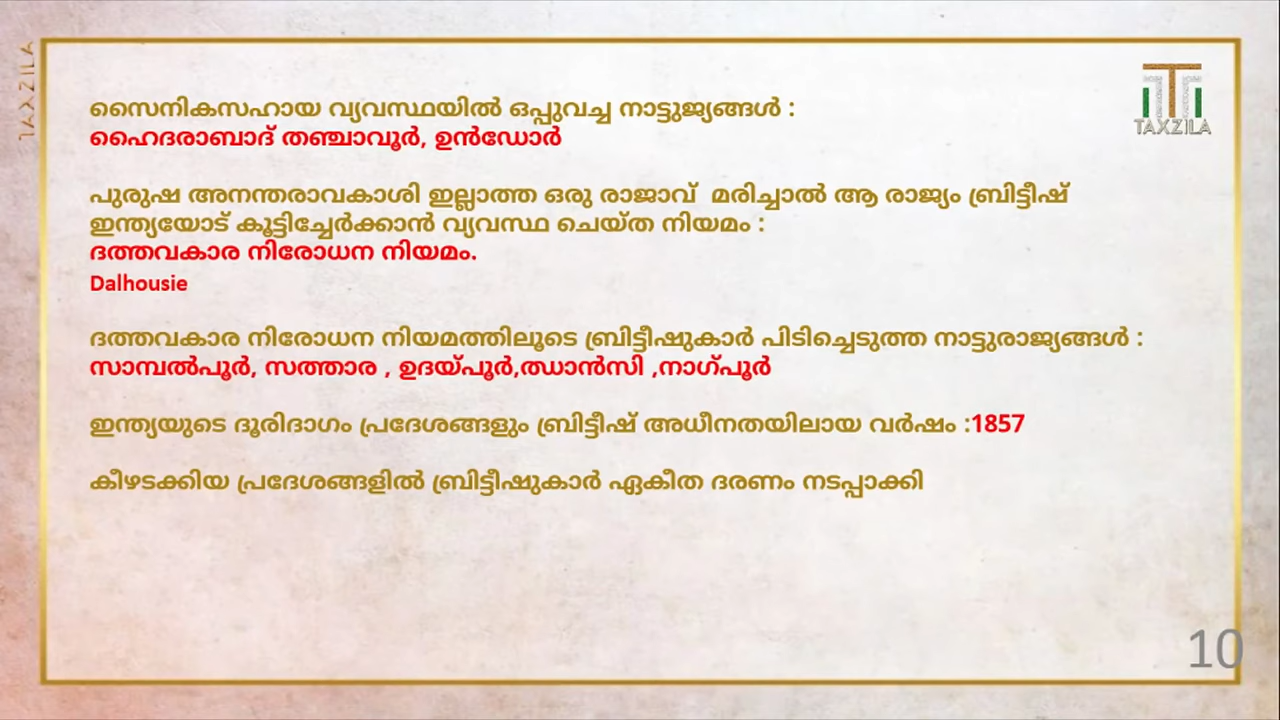 TAXZILA
TAXZILA
സൈനികസഹായ വ്യവസ്ഥയിൽ ഒപ്പുവച്ച നാട്ടുജ്യങ്ങൾ :
ഹൈദരാബാദ് തഞ്ചാവൂർ, ഉൻഡോർ
പുരുഷ അനന്തരാവകാശി ഇല്ലാത്ത ഒരു രാജാവ് മരിച്ചാൽ ആ രാജ്യം ബ്രിട്ടീഷ്
ഇന്ത്യയോട് കൂട്ടിച്ചേർക്കാൻ വ്യവസ്ഥ ചെയ്ത നിയമം :
ദത്തവകാര നിരോധന നിയമം.
Dalhousie
ദത്തവകാര നിരോധന നിയമത്തിലൂടെ ബ്രിട്ടീഷുകാർ പിടിച്ചെടുത്ത നാട്ടുരാജ്യങ്ങൾ :
സാമ്പൽപൂർ, സത്താര , ഉദയ്പൂർ,ഝാൻസി ,നാഗ്പൂർ
ഇന്ത്യയുടെ ദൂരിദാഗം പ്രദേശങ്ങളും ബ്രിട്ടീഷ് അധീനതയിലായ വർഷം :1857
കീഴടക്കിയ പ്രദേശങ്ങളിൽ ബ്രിട്ടീഷുകാർ ഏകീത ദരണം നടപ്പാക്കി
10